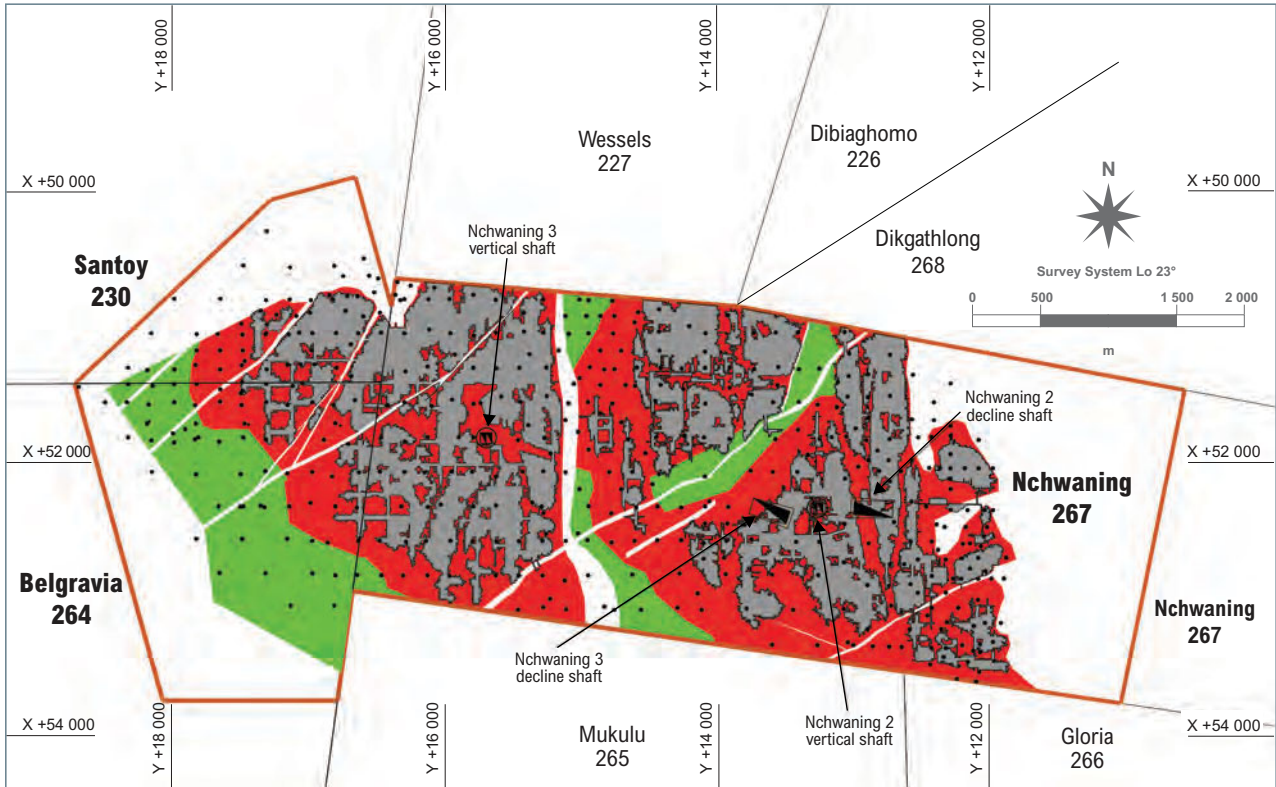 Y +18 000
Y +16 000
Y +14 000
Y +12 000
Wessels
227
Dibiaghomo
226
X +50 000
X +50 000
N
Nchwaning 3
vertical shaft
Dikgathlong
268
Santoy
230
Survey System Lo 23°
0 500 1 500 2 000
m
Nchwaning 2
decline shaft
X +52 000
X +52 000
Nchwaning
267
Belgravia
264
Nchwaning
267
Nchwaning 3
decline shaft
Nchwaning 2
vertical shaft
X +54 000
X +54 000
Mukulu
265
Gloria
266
Y +18 000
Y +16 000
Y +14 000
Y +12 000